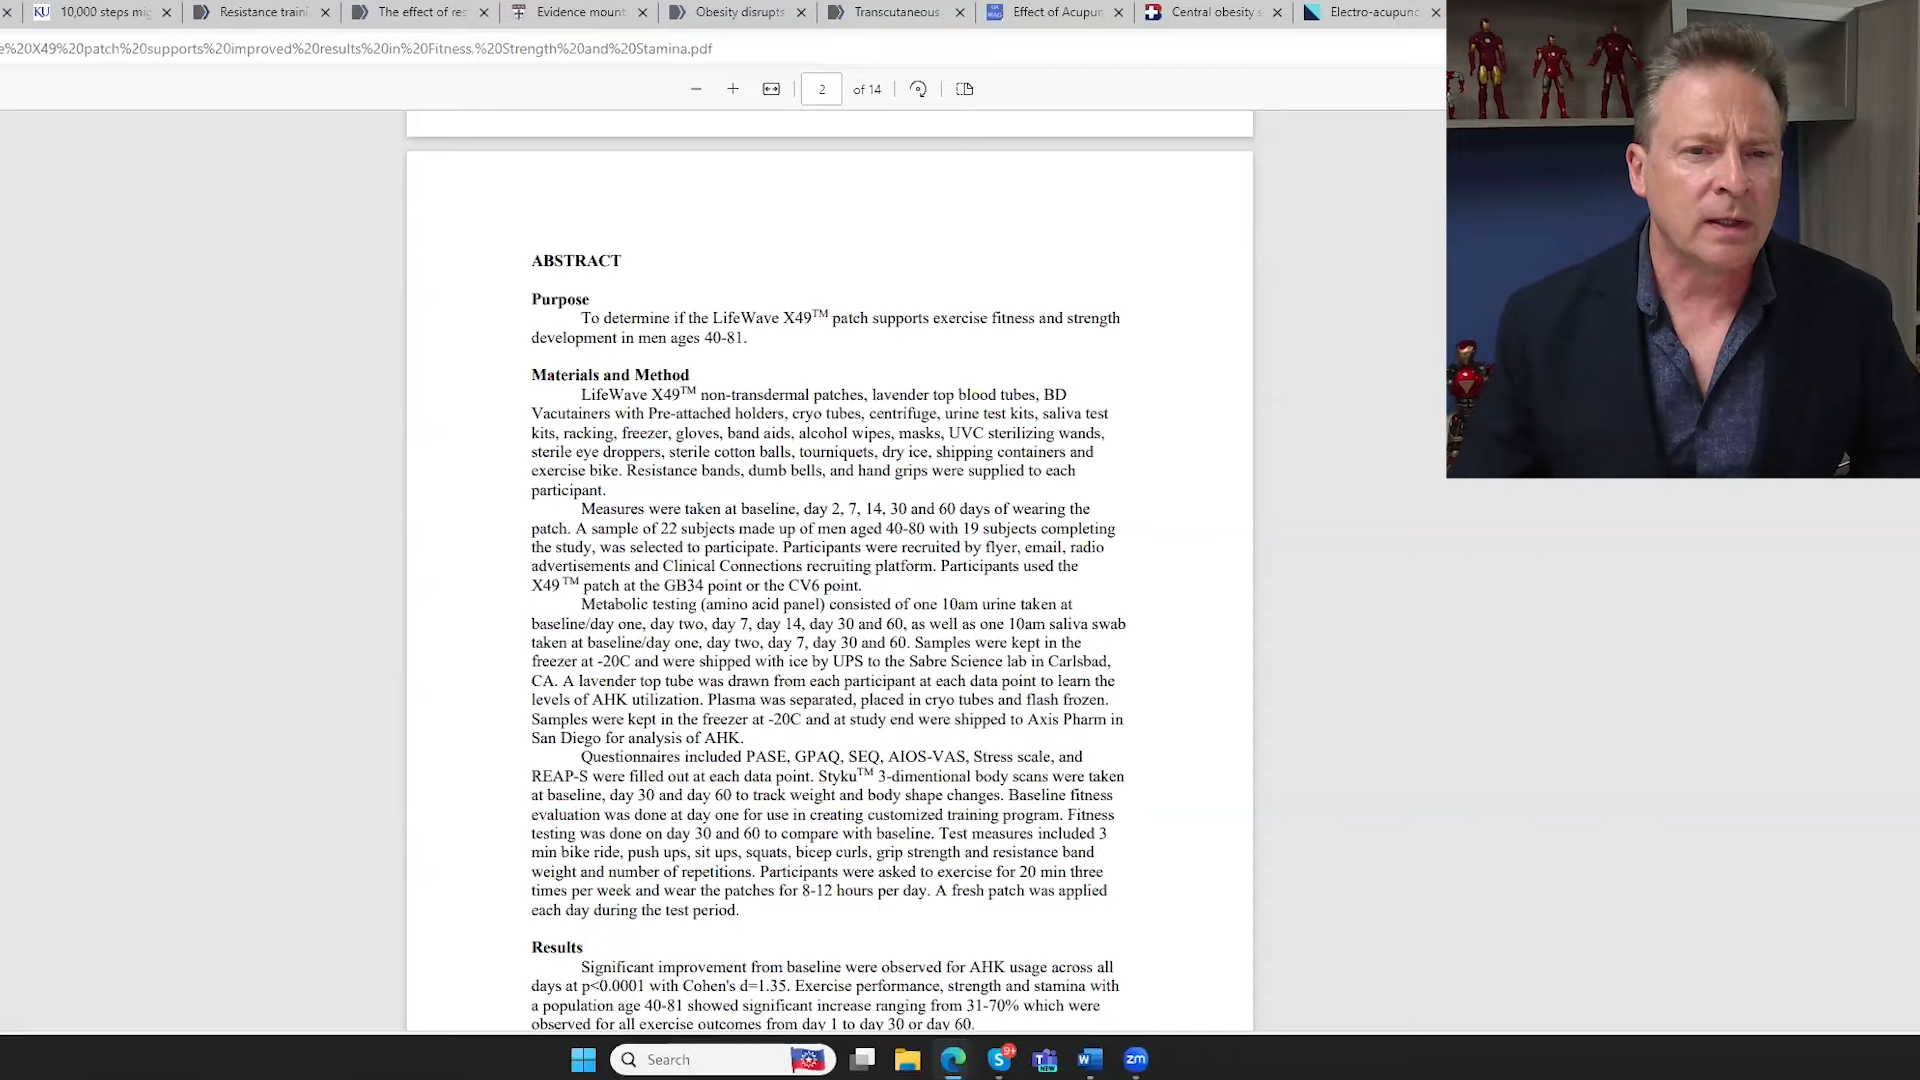 10,000 steps mig
Resistance traini
The effect of res
Evidence mount
Obesity disrupts
Transcutaneous
Effect of Acupun
Central obesity s
Electro-acupunc
e%20X49%20patch%20supports%20improved%20results%20in%20Fitness.%20Strength%20and%20Stamina.pdf
2 of 14
ABSTRACT
Purpose
To determine if the LifeWave X49™ patch supports exercise fitness and strength
development in men ages 40-81.
Materials and Method
LifeWave X49™ non-transdermal patches, lavender top blood tubes, BD
Vacutainers with Pre-attached holders, cryo tubes, centrifuge, urine test kits, saliva test
kits, racking, freezer, gloves, band aids, alcohol wipes, masks, UVC sterilizing wands,
sterile eye droppers, sterile cotton balls, tourniquets, dry ice, shipping containers and
exercise bike. Resistance bands, dumb bells, and hand grips were supplied to each
participant.
Measures were taken at baseline, day 2, 7, 14, 30 and 60 days of wearing the
patch. A sample of 22 subjects made up of men aged 40-80 with 19 subjects completing
the study, was selected to participate. Participants were recruited by flyer, email, radio
advertisements and Clinical Connections recruiting platform. Participants used the
X49™ patch at the GB34 point or the CV6 point.
Metabolic testing (amino acid panel) consisted of one 10am urine taken at
baseline/day one, day two, day 7, day 14, day 30 and 60, as well as one 10am saliva swab
taken at baseline/day one, day two, day 7, day 30 and 60. Samples were kept in the
freezer at -20C and were shipped with ice by UPS to the Sabre Science lab in Carlsbad,
CA. A lavender top tube was drawn from each participant at each data point to learn the
levels of AHK utilization. Plasma was separated, placed in cryo tubes and flash frozen.
Samples were kept in the freezer at -20C and at study end were shipped to Axis Pharm in
San Diego for analysis of AHK.
Questionnaires included PASE, GPAQ, SEQ, AIOS-VAS, Stress scale, and
REAP-S were filled out at each data point. Styku™ 3-dimentional body scans were taken
at baseline, day 30 and day 60 to track weight and body shape changes. Baseline fitness
evaluation was done at day one for use in creating customized training program. Fitness
testing was done on day 30 and 60 to compare with baseline. Test measures included 3
min bike ride, push ups, sit ups, squats, bicep curls, grip strength and resistance band
weight and number of repetitions. Participants were asked to exercise for 20 min three
times per week and wear the patches for 8-12 hours per day. A fresh patch was applied
each day during the test period.
Results
Significant improvement from baseline were observed for AHK usage across all
days at p<0.0001 with Cohen's d=1.35. Exercise performance, strength and stamina with
a population age 40-81 showed significant increase ranging from 31-70% which were
observed for all exercise outcomes from day 1 to day 30 or day 60.
Search